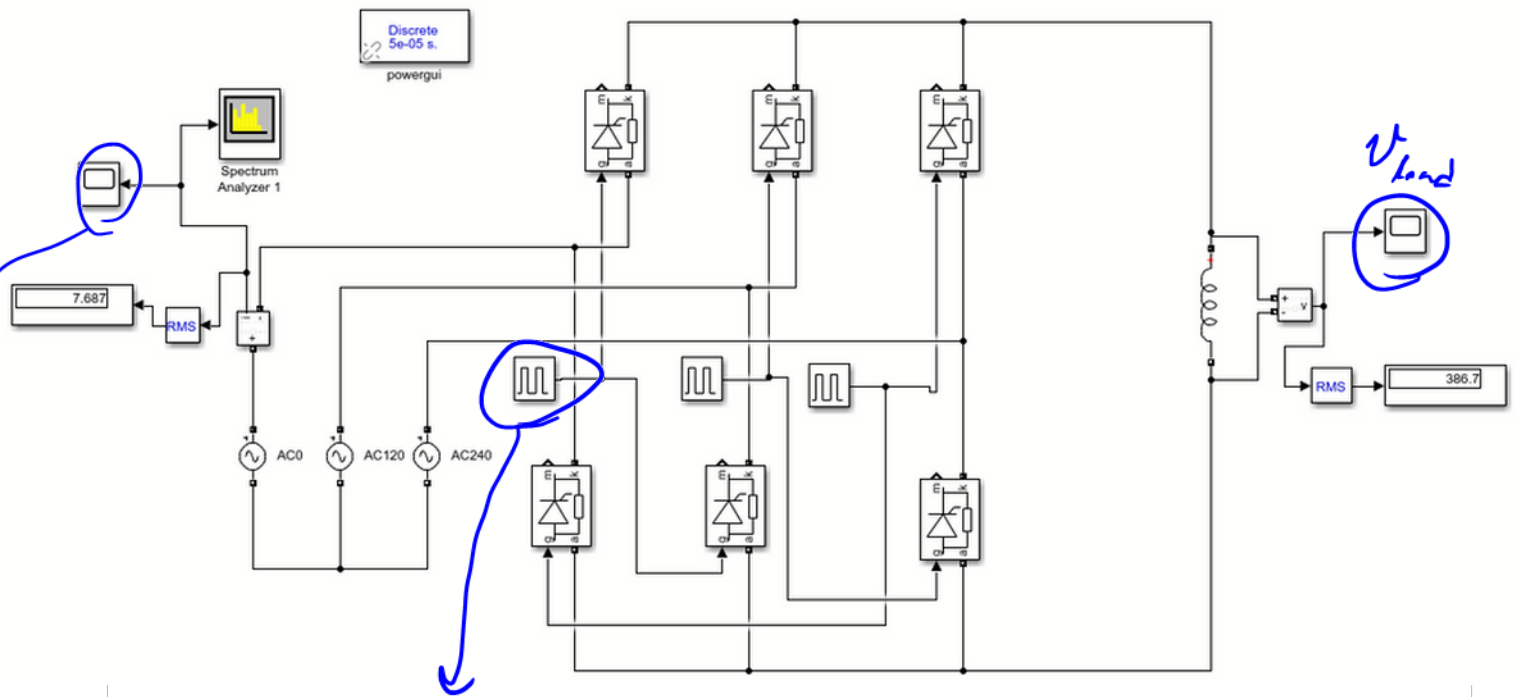 Discrete
5e-05 s.
powergui
Spectrum
Analyzer 1
m
k
g
a
m
k
g
a
m
k
g
a
v load
7.687
RMS
+
+
-
v
RMS
386.7
AC0
AC120
AC240
m
k
g
a
m
k
g
a
m
k
g
a